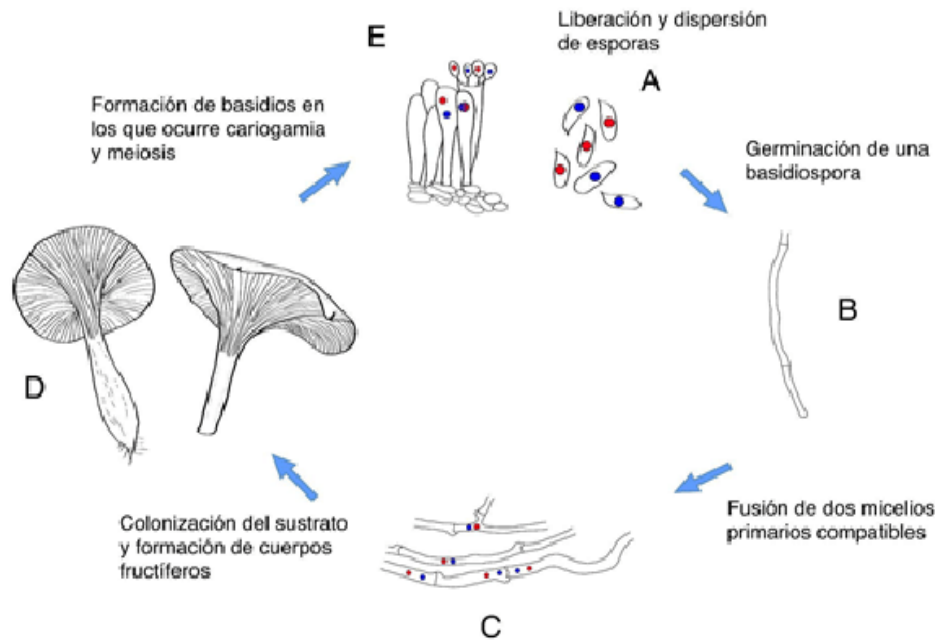 E
Liberación y dispersión
de esporas
A
Formación de basidios en
los que ocurre cariogamia
y meiosis
Germinación de una
basidiospora
B
D
Colonización del sustrato
y formación de cuerpos
fructíferos
Fusión de dos micelios
primarios compatibles
C